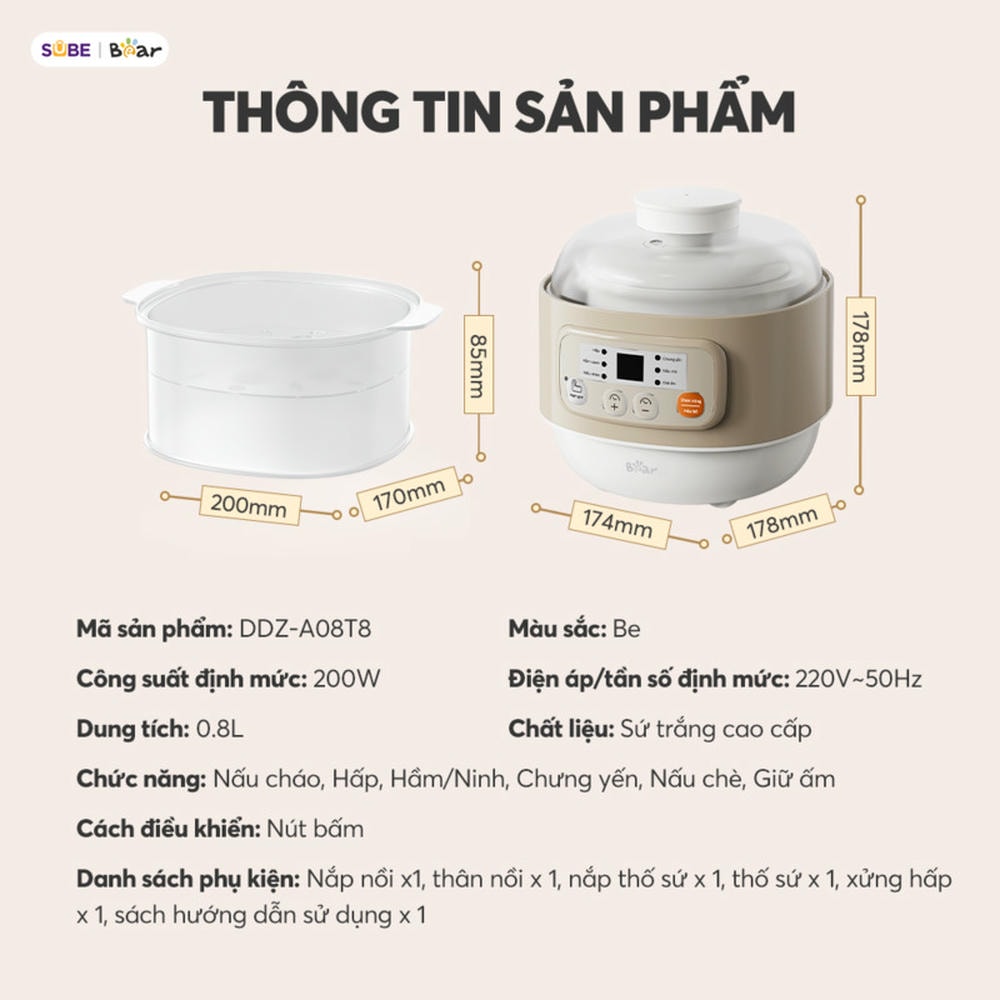 SUBE | Bear
THÔNG TIN SẢN PHẨM
85mm
200mm
170mm
178mm
174mm
178mm
Bear
Mã sản phẩm: DDZ-A08T8
Màu sắc: Be
Công suất định mức: 200W
Điện áp/tần số định mức: 220V~50Hz
Dung tích: 0.8L
Chất liệu: Sứ trắng cao cấp
Chức năng: Nấu cháo, Hấp, Hầm/Ninh, Chưng yến, Nấu chè, Giữ ấm
Cách điều khiển: Nút bấm
Danh sách phụ kiện: Nắp nồi x1, thân nồi x 1, nắp thố sứ x 1, thố sứ x 1, xửng hấp
x 1, sách hướng dẫn sử dụng x 1